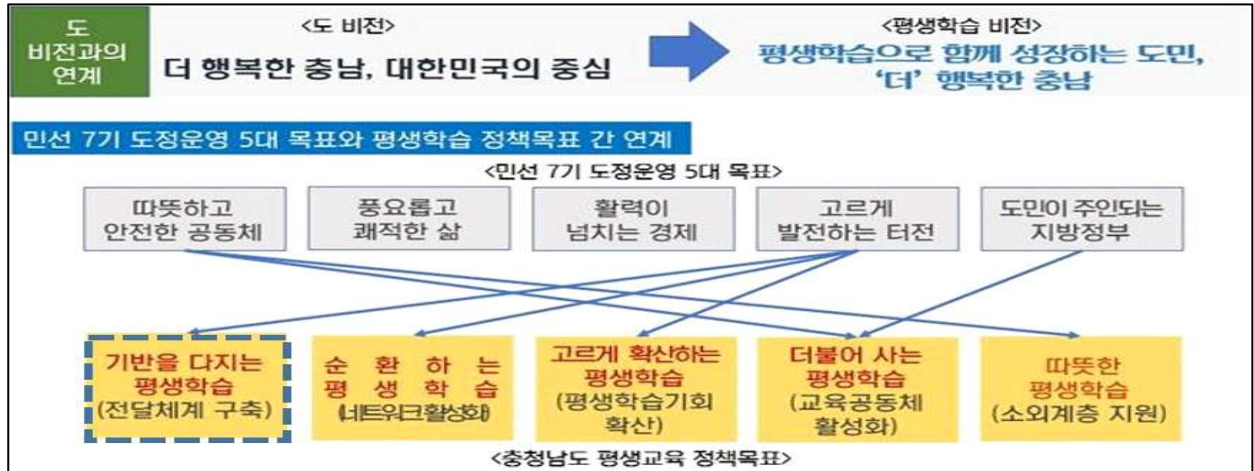 도
비전과의
연계
<도 비전>
더 행복한 충남, 대한민국의 중심
<평생학습 비전>
평생학습으로 함께 성장하는 도민,
‘더’ 행복한 충남
민선 7기 도정운영 5대 목표와 평생학습 정책목표 간 연계
<민선 7기 도정운영 5대 목표>
따뜻하고
안전한 공동체
풍요롭고
쾌적한 삶
활력이
넘치는 경제
고르게
발전하는 터전
도민이 주인되는
지방정부
기반을 다지는
평생학습
(전달체계 구축)
순 환 하 는
평 생 학 습
(네트워크활성화)
고르게 확산하는
평생학습
(평생학습기회
확산)
더불어 사는
평생학습
(교육공동체
활성화)
따뜻한
평생학습
(소외계층 지원)
<충청남도 평생교육 정책목표>